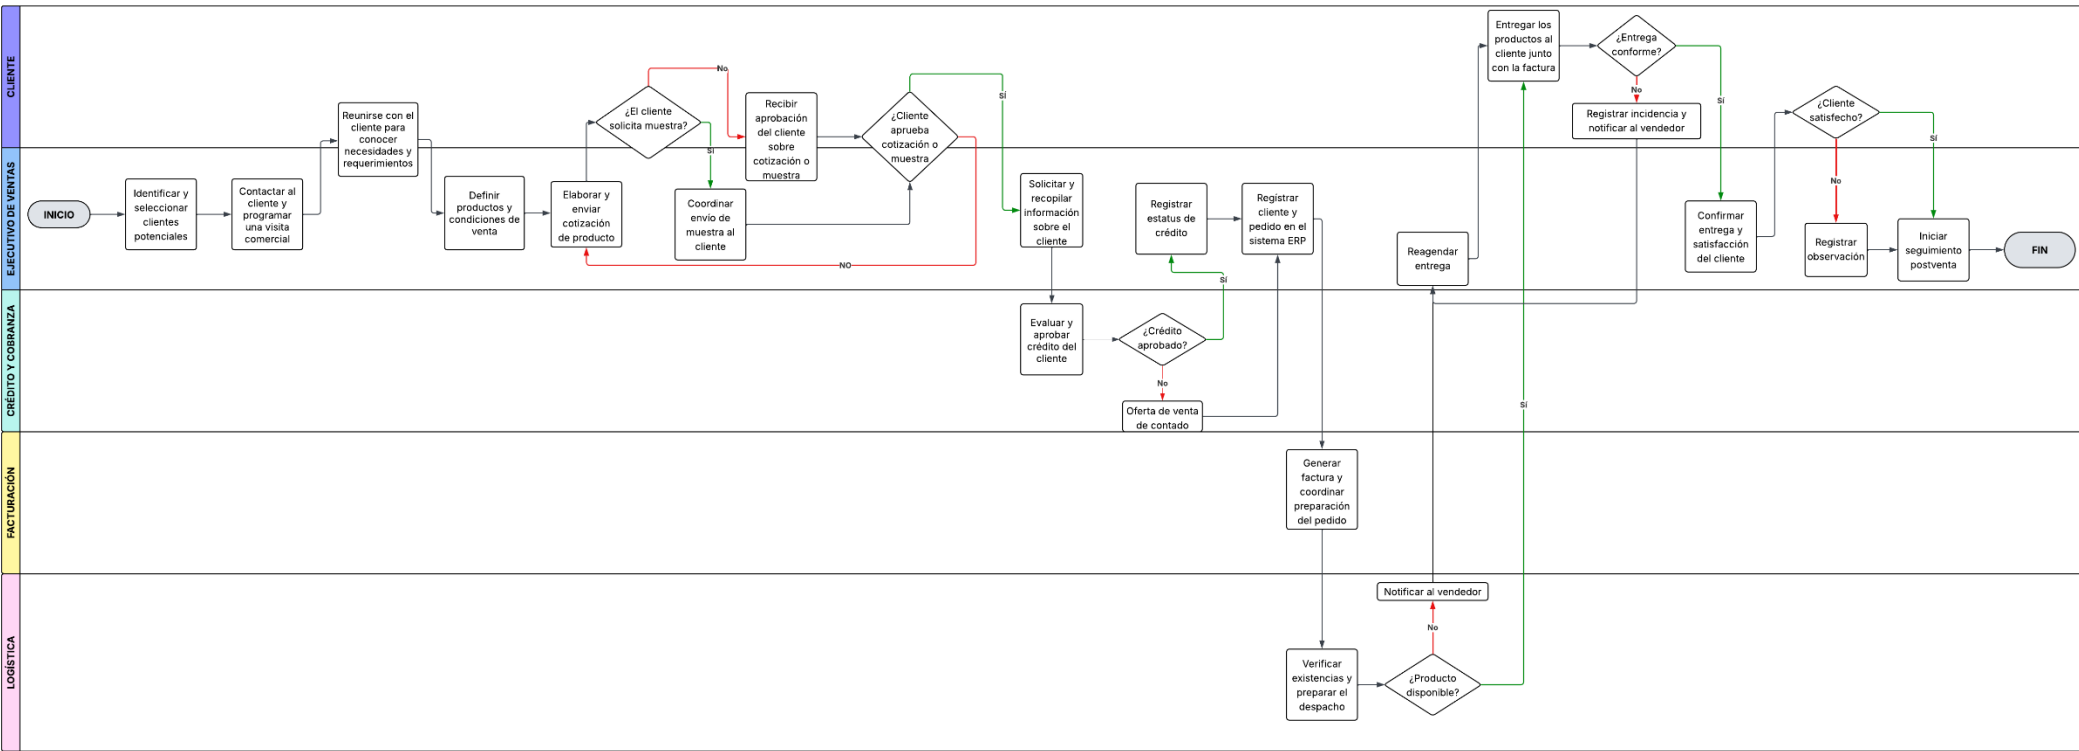 CLIENTE
EJECUTIVO DE VENTAS
CRÉDITO Y COBRANZA
FACTURACIÓN
LOGÍSTICA
INICIO
Identificar y
seleccionar
clientes
potenciales
Contactar al
cliente y
programar
una visita
comercial
Reunirse con el
cliente para
conocer
necesidades y
requerimientos
Definir
productos y
condiciones de
venta
Elaborar y
enviar
cotización
de producto
¿El cliente
solicita muestra?
No
Sí
Coordinar
envío de
muestra al
cliente
Recibir
aprobación
del cliente
sobre
cotización o
muestra
¿Cliente
aprueba
cotización o
muestra
NO
SÍ
Solicitar y
recopilar
información
sobre el
cliente
Evaluar y
aprobar
crédito del
cliente
¿Crédito
aprobado?
Sí
No
Oferta de venta
de contado
Registrar
estatus de
crédito
Registrar
cliente y
pedido en el
sistema ERP
Generar
factura y
coordinar
preparación
del pedido
Verificar
existencias y
preparar el
despacho
¿Producto
disponible?
No
Notificar al vendedor
Sí
Reagendar
entrega
Entregar los
productos al
cliente junto
con la factura
¿Entrega
conforme?
No
Registrar incidencia y
notificar al vendedor
Sí
Confirmar
entrega y
satisfacción
del cliente
¿Cliente
satisfecho?
No
Registrar
observación
Sí
Iniciar
seguimiento
postventa
FIN